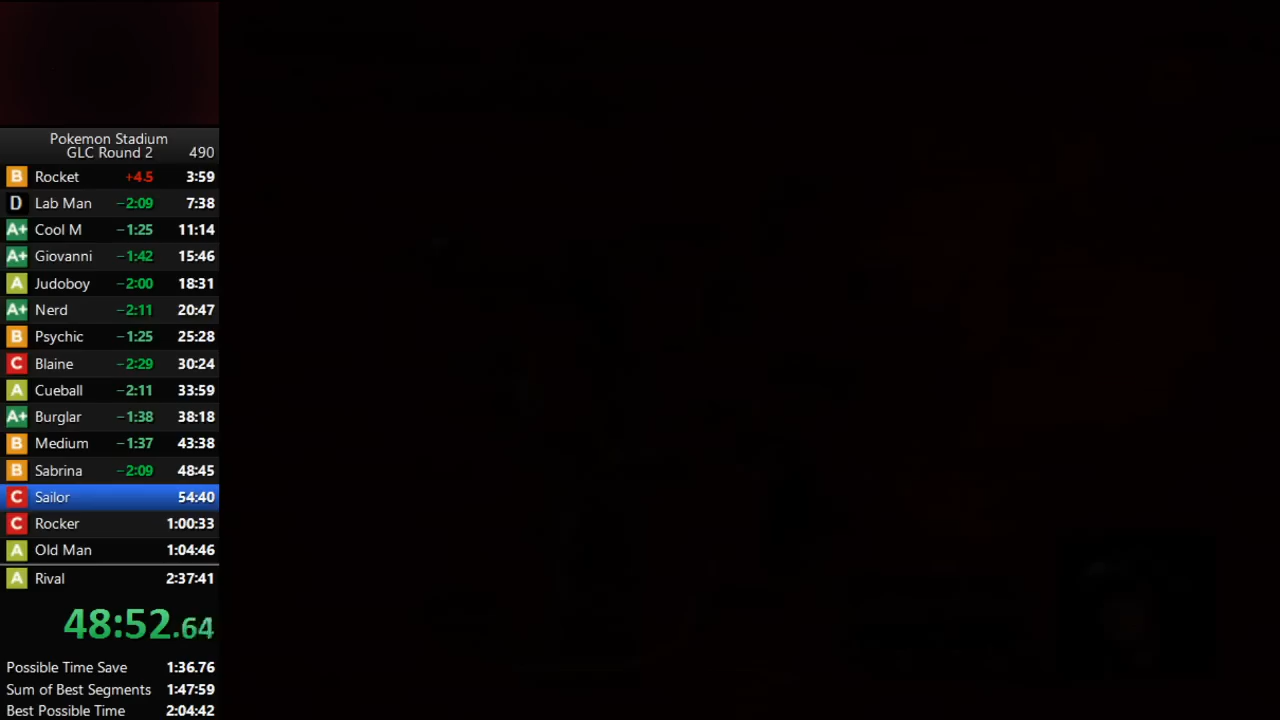 Pokemon Stadium
GLC Round 2 490
B Rocket +4.5 3:59
D Lab Man −2:09 7:38
A+ Cool M −1:25 11:14
A+ Giovanni −1:42 15:46
A Judoboy −2:00 18:31
A+ Nerd −2:11 20:47
B Psychic −1:25 25:28
C Blaine −2:29 30:24
A Cueball −2:11 33:59
A+ Burglar −1:38 38:18
B Medium −1:37 43:38
B Sabrina −2:09 48:45
C Sailor 54:40
C Rocker 1:00:33
A Old Man 1:04:46
A Rival 2:37:41
48:52.64
Possible Time Save 1:36.76
Sum of Best Segments 1:47:59
Best Possible Time 2:04:42